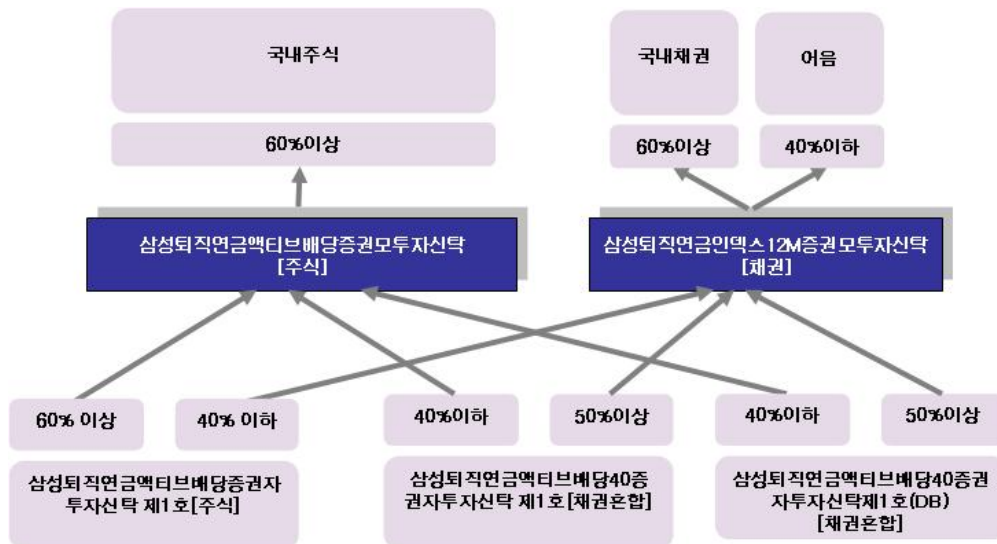 국내주식
국내채권
어음
60%이상
60%이상
40%이하
삼성퇴직연금액티브배당증권모투자신탁
[주식]
삼성퇴직연금인덱스12M증권모투자신탁
[채권]
60% 이상
40% 이하
40%이하
50%이상
40%이하
50%이상
삼성퇴직연금액티브배당증권자
투자신탁 제1호[주식]
삼성퇴직연금액티브배당40증
권자투자신탁 제1호[채권혼합]
삼성퇴직연금액티브배당40증권
자투자신탁제1호(DB)
[채권혼합]